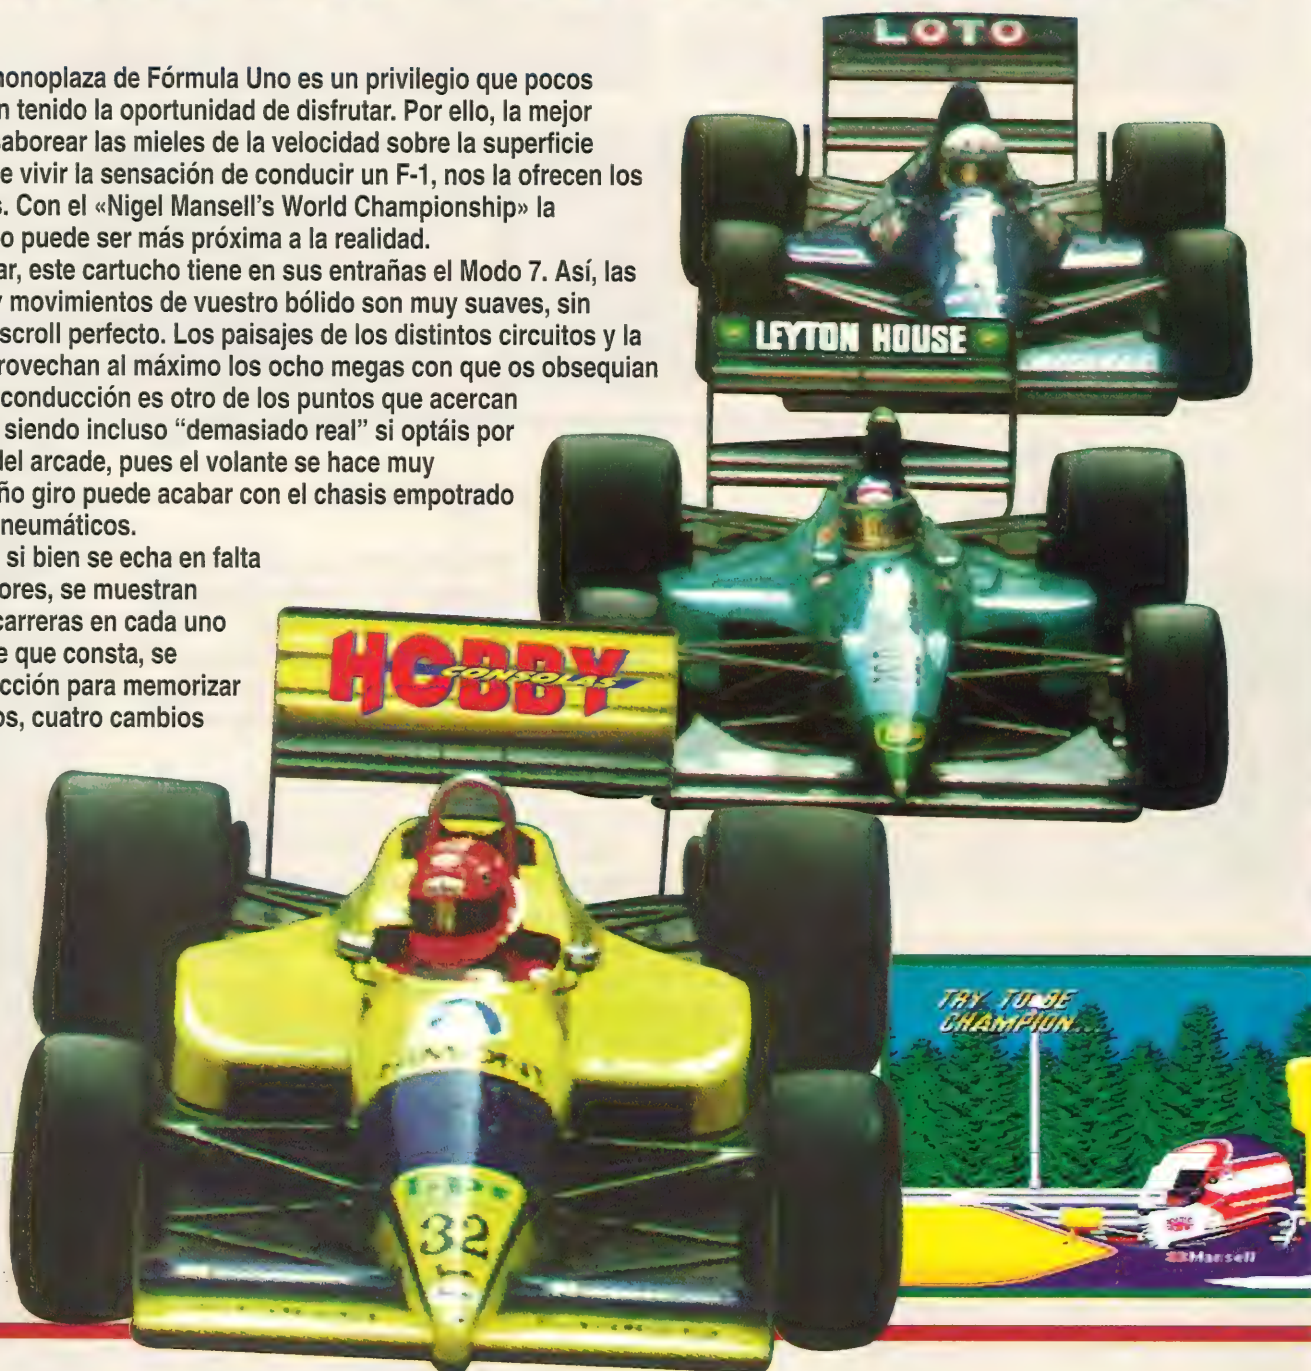 onoplaza de Fórmula Uno es un privilegio que pocos
n tenido la oportunidad de disfrutar. Por ello, la mejor
saborear las mieles de la velocidad sobre la superficie
e vivir la sensación de conducir un F-1, nos la ofrecen los
s. Con el «Nigel Mansell's World Championship» la
o puede ser más próxima a la realidad.
ar, este cartucho tiene en sus entrañas el Modo 7. Así, las
y movimientos de vuestro bólido son muy suaves, sin
scroll perfecto. Los paisajes de los distintos circuitos y la
rovechan al máximo los ocho megas con que os obsequian
conducción es otro de los puntos que acercan
siendo incluso “demasiado real” si optáis por
del arcade, pues el volante se hace muy
ño giro puede acabar con el chasis empotrado
neumáticos.
si bien se echa en falta
ores, se muestran
carreras en cada uno
e que consta, se
cción para memorizar
os, cuatro cambios
LOTO
LEYTON HOUSE
HOBBY
CONSOLAS
32
TRY TO BE
CHAMPION...
Mansell